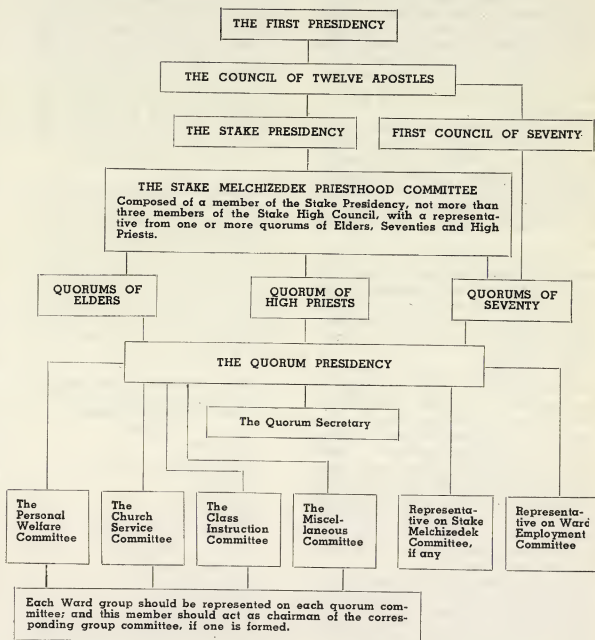 THE FIRST PRESIDENCY
THE COUNCIL OF TWELVE APOSTLES
THE STAKE PRESIDENCY
FIRST COUNCIL OF SEVENTY
THE STAKE MELCHIZEDEK PRIESTHOOD COMMITTEE
Composed of a member of the Stake Presidency, not more than
three members of the Stake High Council, with a representa-
tive from one or more quorums of Elders, Seventies and High
Priests.
QUORUMS OF
ELDERS
QUORUM OF
HIGH PRIESTS
QUORUMS OF
SEVENTY
THE QUORUM PRESIDENCY
The Quorum Secretary
The
Personal
Welfare
Committee
The
Church
Service
Committee
The
Class
Instruction
Committee
The
Miscel-
laneous
Committee
Representa-
tive on Stake
Melchizedek
Committee,
if any
Representa-
tive on Ward
Employment
Committee
Each Ward group should be represented on each quorum com-
mittee; and this member should act as chairman of the corres-
ponding group committee, if one is formed.